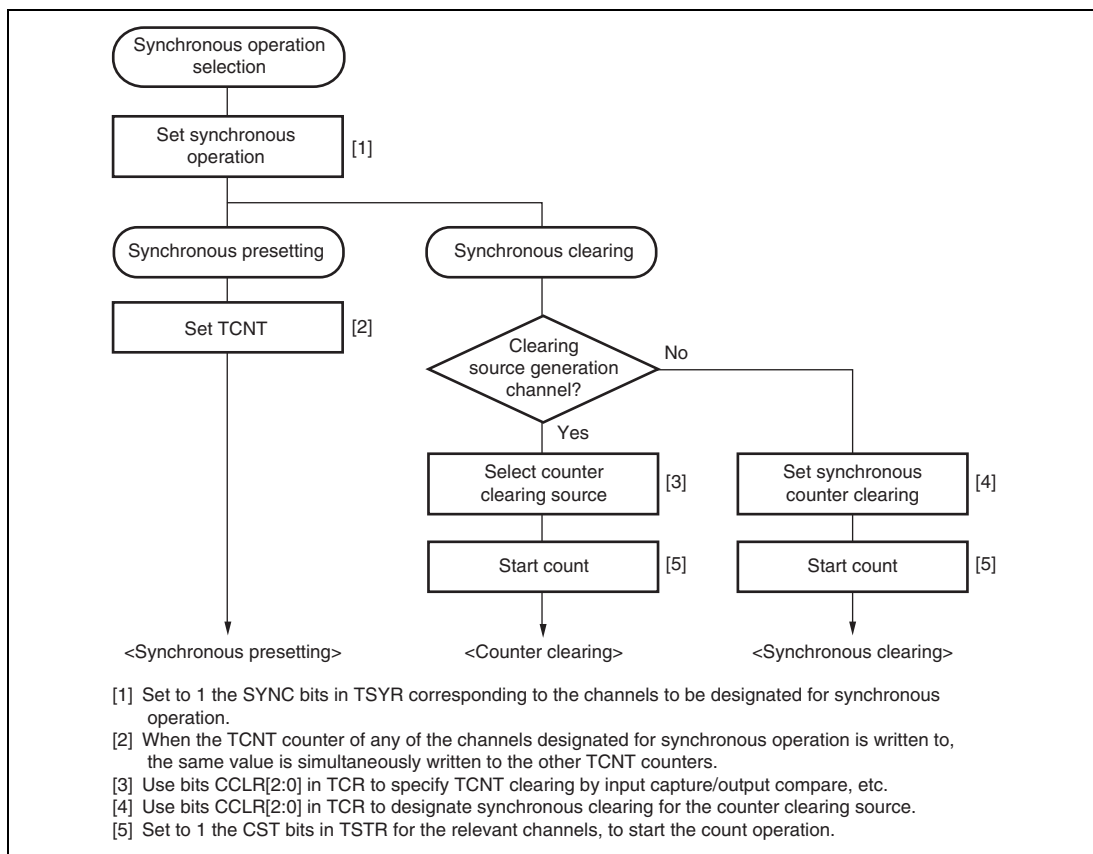 Synchronous operation
selection
Set synchronous
operation
[1]
Synchronous presetting
Synchronous clearing
Set TCNT
[2]
Clearing
source generation
channel?
No
Yes
Select counter
clearing source
[3]
Set synchronous
counter clearing
[4]
Start count
[5]
Start count
[5]
<Synchronous presetting>
<Counter clearing>
<Synchronous clearing>
[1] Set to 1 the SYNC bits in TSYR corresponding to the channels to be designated for synchronous
operation.
[2] When the TCNT counter of any of the channels designated for synchronous operation is written to,
the same value is simultaneously written to the other TCNT counters.
[3] Use bits CCLR[2:0] in TCR to specify TCNT clearing by input capture/output compare, etc.
[4] Use bits CCLR[2:0] in TCR to designate synchronous clearing for the counter clearing source.
[5] Set to 1 the CST bits in TSTR for the relevant channels, to start the count operation.